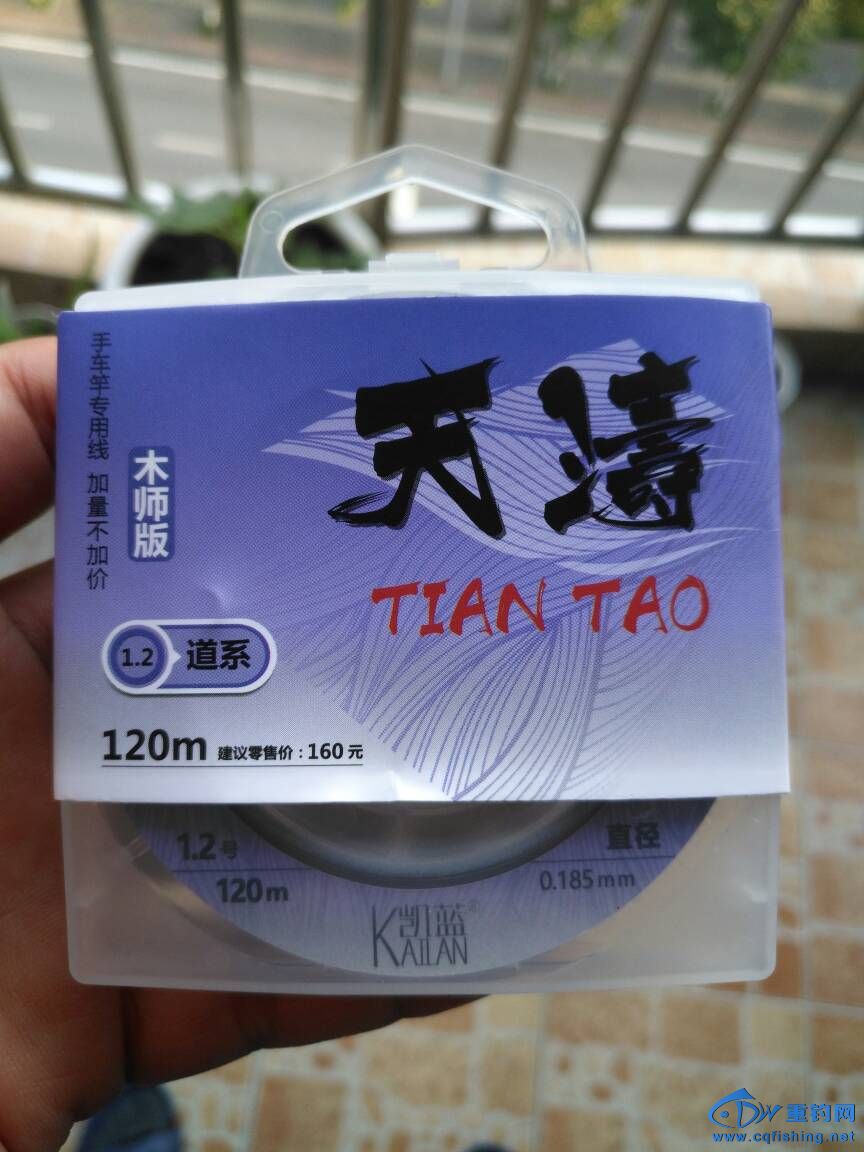 手车竿专用线 加量不加价
木师版
天涛
TIAN TAO
1.2 道系
120m 建议零售价：160元
1.2号
120m
直径
0.185mm
凯蓝®
KAILAN
DW重钓网
www.cqfishing.net